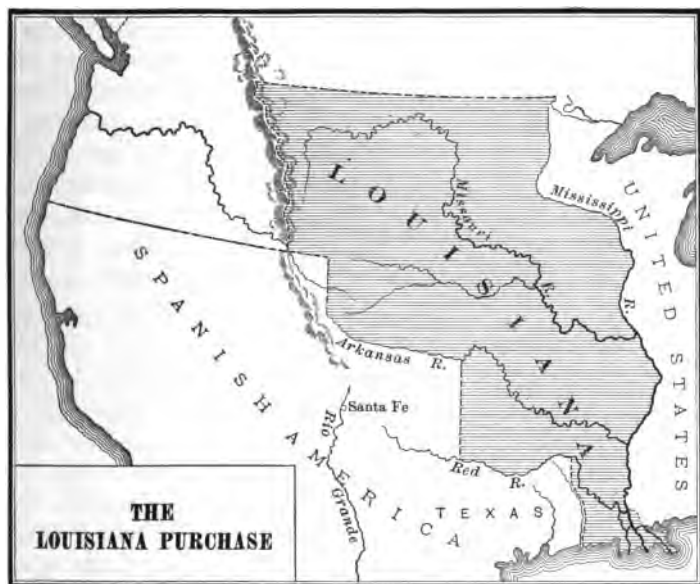 LOUISIANA
Missouri
R.
Mississippi
R.
UNITED STATES
SPANISH AMERICA
Arkansas R.
Santa Fe
Rio Grande
Red R.
TEXAS
THE
LOUISIANA PURCHASE